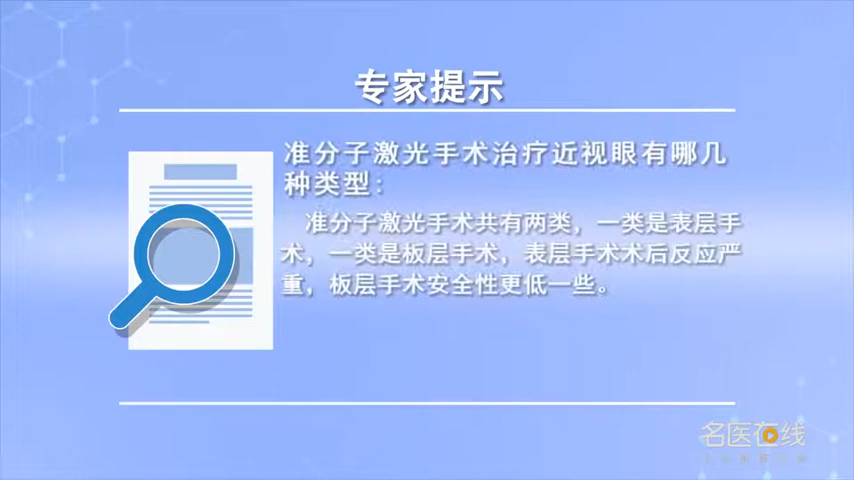 专家提示
准分子激光手术治疗近视眼有哪几
种类型：
准分子激光手术共有两类，一类是表层手
术，一类是板层手术，表层手术术后反应严
重，板层手术安全性更低一些。
名医在线